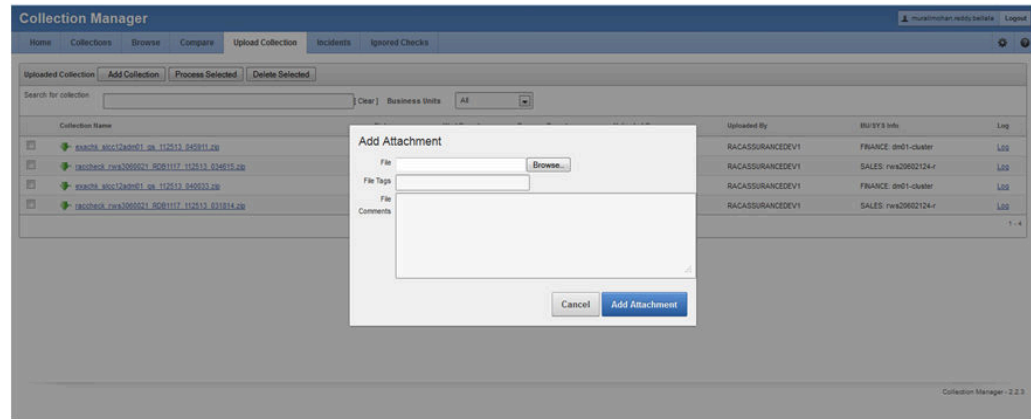 Collection Manager
muralimohan.reddy.bellala Logout
Home Collections Browse Compare Upload Collection Incidents Ignored Checks
Uploaded Collection Add Collection Process Selected Delete Selected
Search for collection [ Clear ] Business Units All
Collection Name Uploaded By BU/SYS Info Log
exachk_slcc12adm01_qs_112513_045911.zip RACASSURANCEDEV1 FINANCE: dm01-cluster Log
raccheck_rws3060021_RDB1117_112513_034615.zip RACASSURANCEDEV1 SALES: rws20602124-r Log
exachk_slcc12adm01_qs_112513_040033.zip RACASSURANCEDEV1 FINANCE: dm01-cluster Log
raccheck_rws3060021_RDB1117_112513_031814.zip RACASSURANCEDEV1 SALES: rws20602124-r Log
1 - 4
Add Attachment
File Browse..
File Tags
File
Comments
Cancel Add Attachment
Collection Manager - 2.2.3